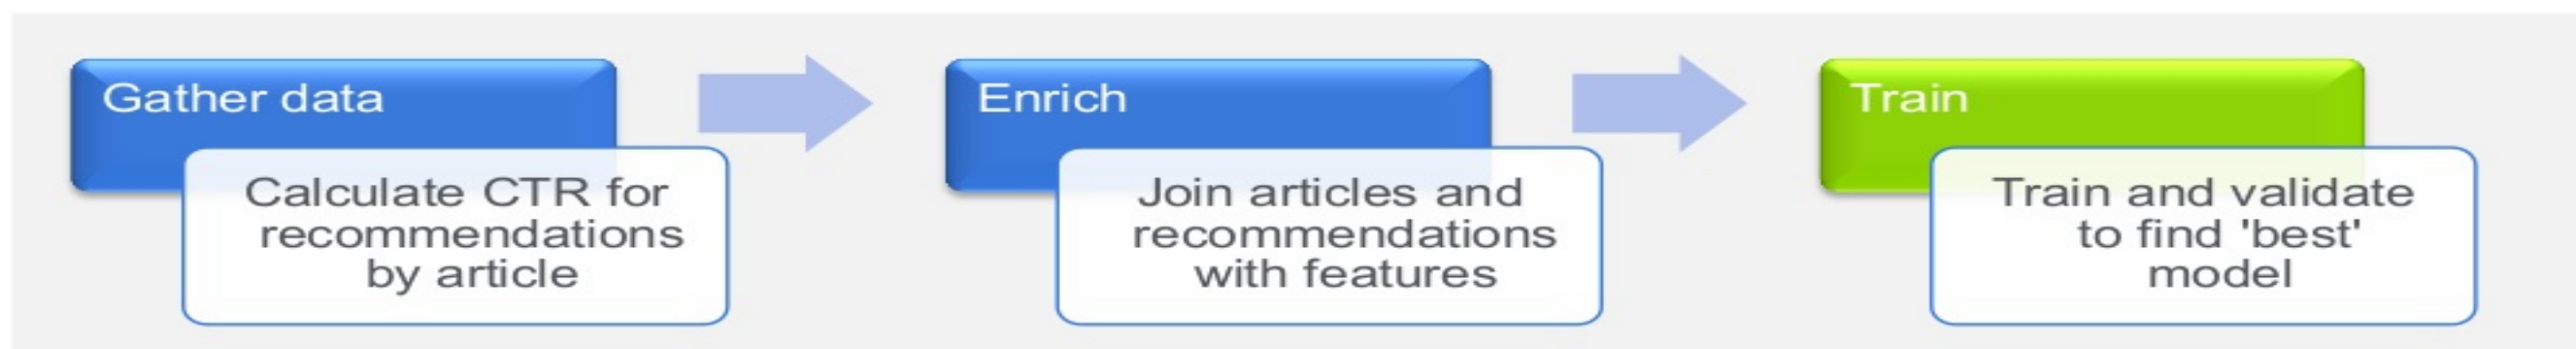 Gather data
Calculate CTR for
recommendations
by article
Enrich
Join articles and
recommendations
with features
Train
Train and validate
to find 'best'
model